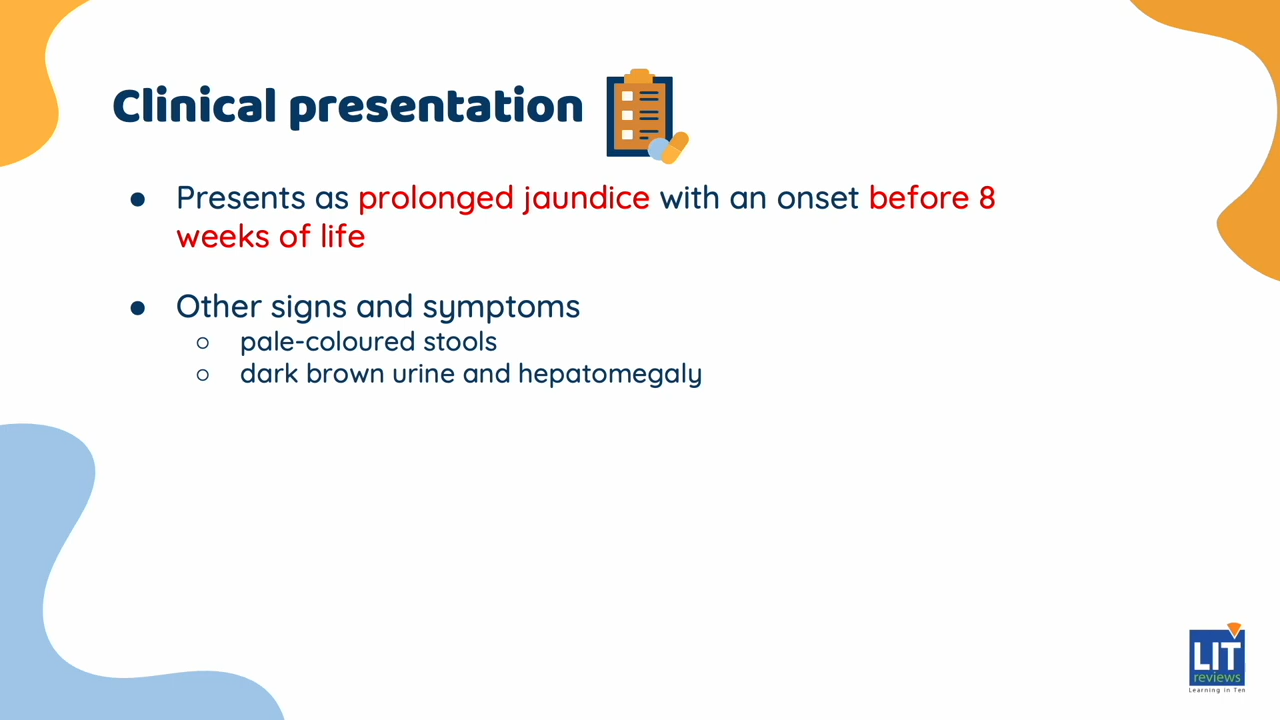 Clinical presentation
● Presents as prolonged jaundice with an onset before 8
weeks of life
● Other signs and symptoms
○ pale-coloured stools
○ dark brown urine and hepatomegaly
LIT
reviews
Learning in Ten